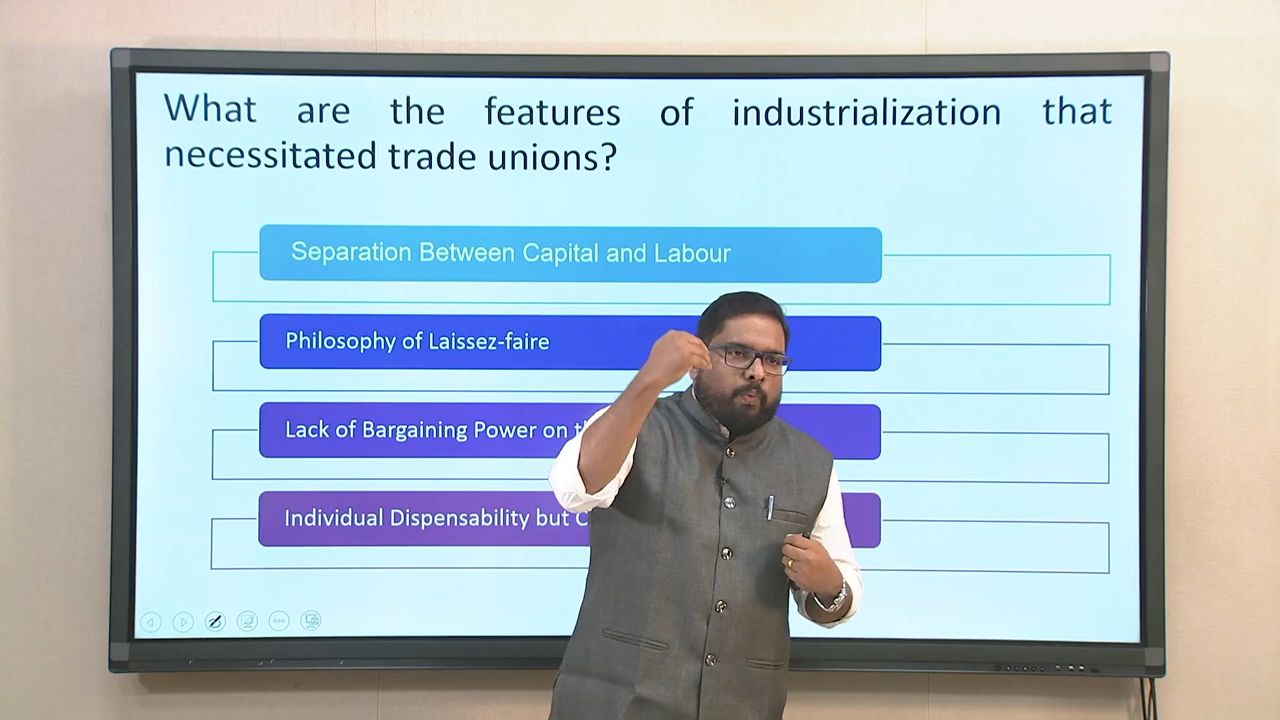 What are the features of industrialization that
necessitated trade unions?
Separation Between Capital and Labour
Philosophy of Laissez-faire
Lack of Bargaining Power on
Individual Dispensability but